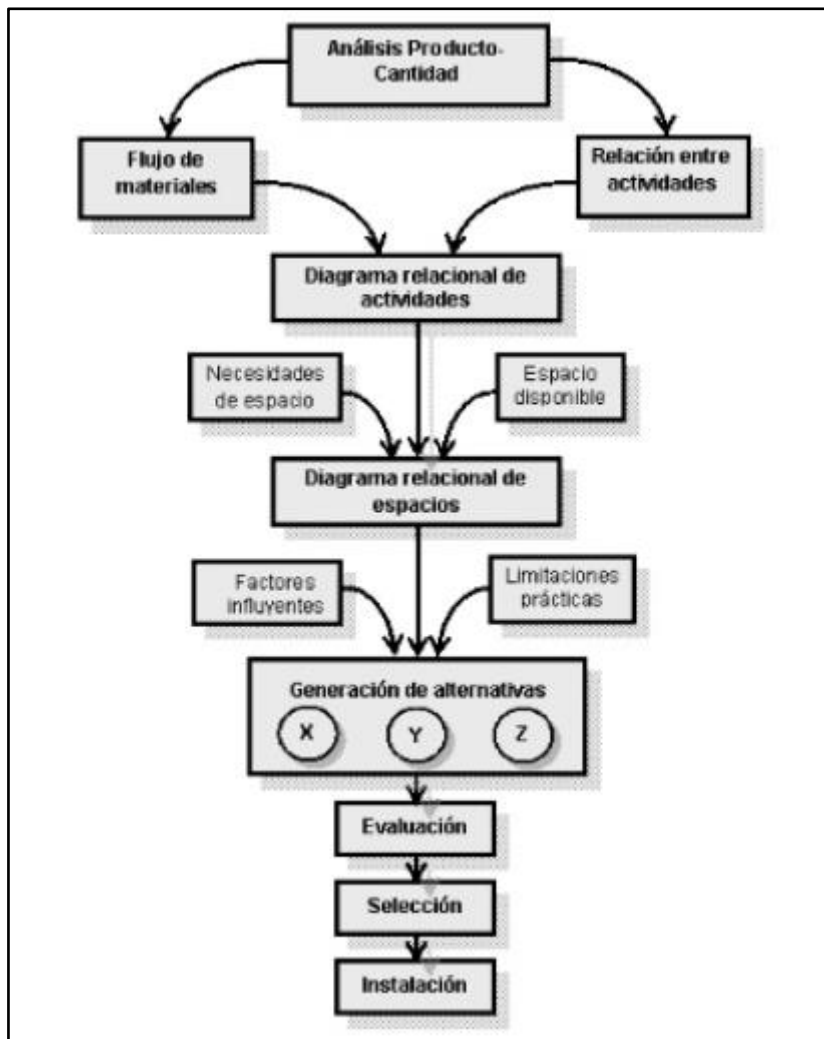 Análisis Producto-
Cantidad
Flujo de
materiales
Relación entre
actividades
Diagrama relacional de
actividades
Necesidades
de espacio
Espacio
disponible
Diagrama relacional de
espacios
Factores
influyentes
Limitaciones
prácticas
Generación de alternativas
X
Y
Z
Evaluación
Selección
Instalación